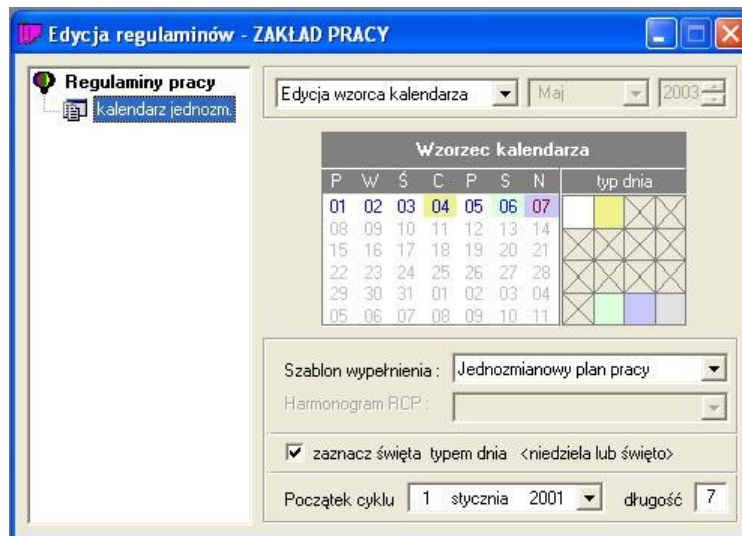 Edycja regulaminów - ZAKŁAD PRACY
Regulaminy pracy
kalendarz jednozm.
Edycja wzorca kalendarza Maj 2003
Wzorzec kalendarza
P W Ś C P S N typ dnia
01 02 03 04 05 06 07
08 09 10 11 12 13 14
15 16 17 18 19 20 21
22 23 24 25 26 27 28
29 30 31 01 02 03 04
05 06 07 08 09 10 11
Szablon wypełnienia : Jednozmianowy plan pracy
Harmonogram RCP :
zaznacz święta typem dnia <niedziela lub święto>
Początek cyklu 1 stycznia 2001 długość 7